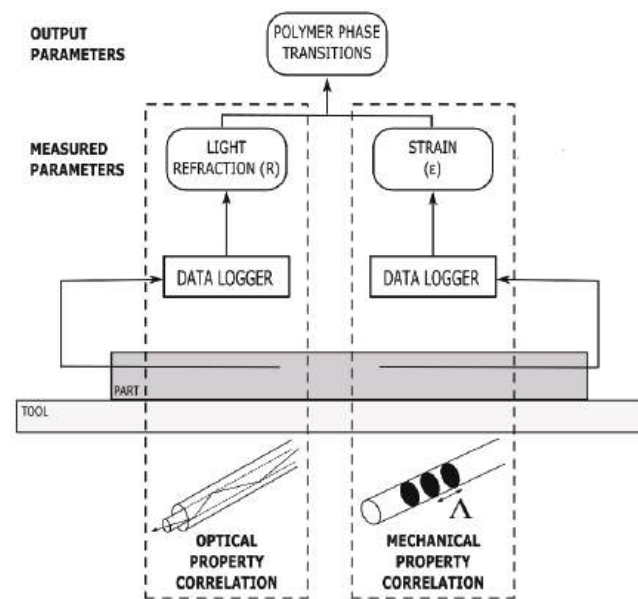 OUTPUT
PARAMETERS
POLYMER PHASE
TRANSITIONS
MEASURED
PARAMETERS
LIGHT
REFRACTION (R)
STRAIN
(ε)
DATA LOGGER
DATA LOGGER
PART
TOOL
Λ
OPTICAL
PROPERTY
CORRELATION
MECHANICAL
PROPERTY
CORRELATION